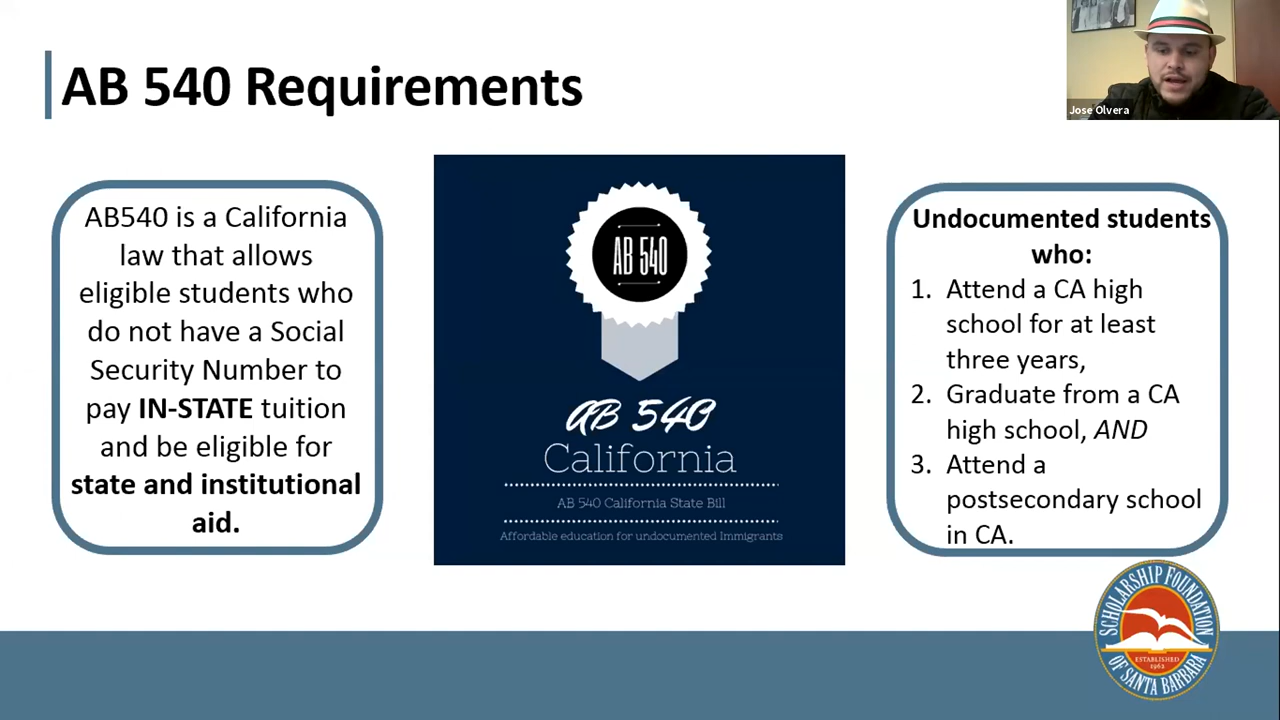 AB 540 Requirements
Jose Olvera
AB540 is a California
law that allows
eligible students who
do not have a Social
Security Number to
pay IN-STATE tuition
and be eligible for
state and institutional
aid.
AB 540
AB 540
California
AB 540 California State Bill
Affordable education for undocumented Immigrants
Undocumented students
who:
1. Attend a CA high
school for at least
three years,
2. Graduate from a CA
high school, AND
3. Attend a
postsecondary school
in CA.
SCHOLARSHIP FOUNDATION
OF SANTA BARBARA
ESTABLISHED
1962